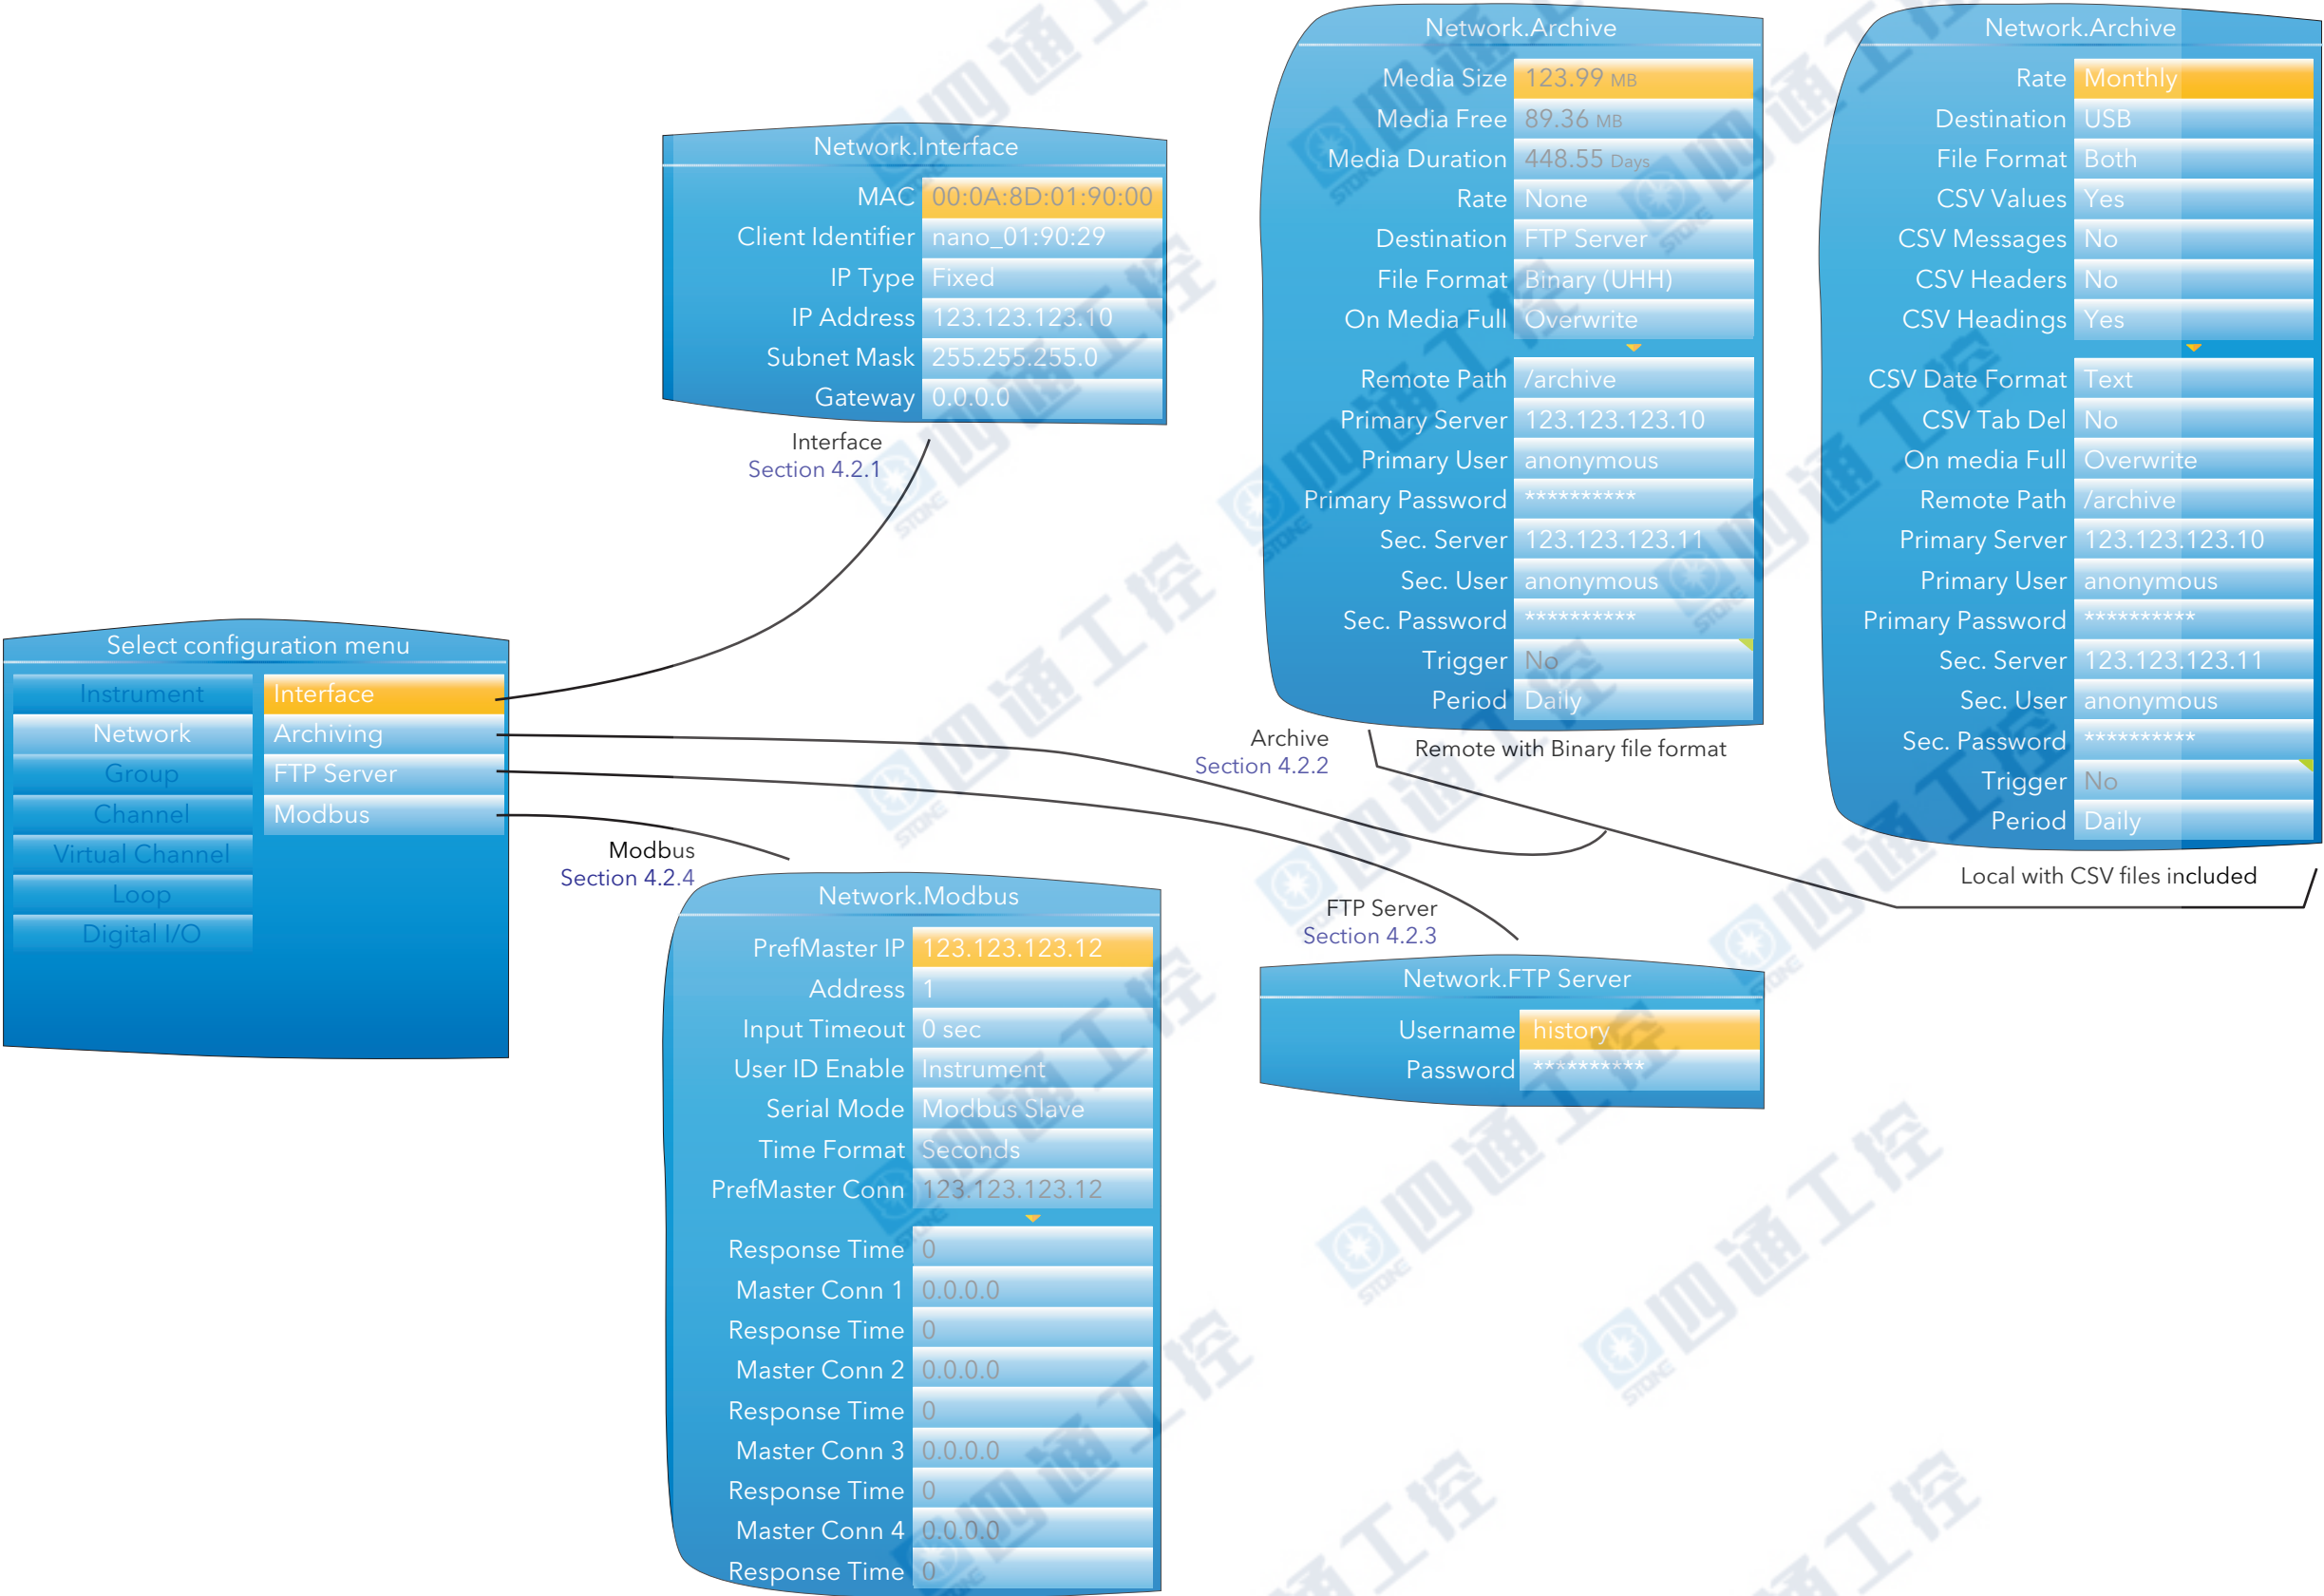 Select configuration menu
Instrument Interface
Network Archiving
Group FTP Server
Channel Modbus
Virtual Channel
Loop
Digital I/O
Network.Interface
MAC 00:0A:8D:01:90:00
Client Identifier nano_01:90:29
IP Type Fixed
IP Address 123.123.123.10
Subnet Mask 255.255.255.0
Gateway 0.0.0.0
Interface
Section 4.2.1
Network.Archive
Media Size 123.99 MB
Media Free 89.36 MB
Media Duration 448.55 Days
Rate None
Destination FTP Server
File Format Binary (UHH)
On Media Full Overwrite
Remote Path /archive
Primary Server 123.123.123.10
Primary User anonymous
Primary Password **********
Sec. Server 123.123.123.11
Sec. User anonymous
Sec. Password **********
Trigger No
Period Daily
Archive
Section 4.2.2
Remote with Binary file format
Network.Archive
Rate Monthly
Destination USB
File Format Both
CSV Values Yes
CSV Messages No
CSV Headers No
CSV Headings Yes
CSV Date Format Text
CSV Tab Del No
On media Full Overwrite
Remote Path /archive
Primary Server 123.123.123.10
Primary User anonymous
Primary Password **********
Sec. Server 123.123.123.11
Sec. User anonymous
Sec. Password **********
Trigger No
Period Daily
Local with CSV files included
Modbus
Section 4.2.4
Network.Modbus
PrefMaster IP 123.123.123.12
Address 1
Input Timeout 0 sec
User ID Enable Instrument
Serial Mode Modbus Slave
Time Format Seconds
PrefMaster Conn 123.123.123.12
Response Time 0
Master Conn 1 0.0.0.0
Response Time 0
Master Conn 2 0.0.0.0
Response Time 0
Master Conn 3 0.0.0.0
Response Time 0
Master Conn 4 0.0.0.0
Response Time 0
FTP Server
Section 4.2.3
Network.FTP Server
Username history
Password **********
四通工控
STONE